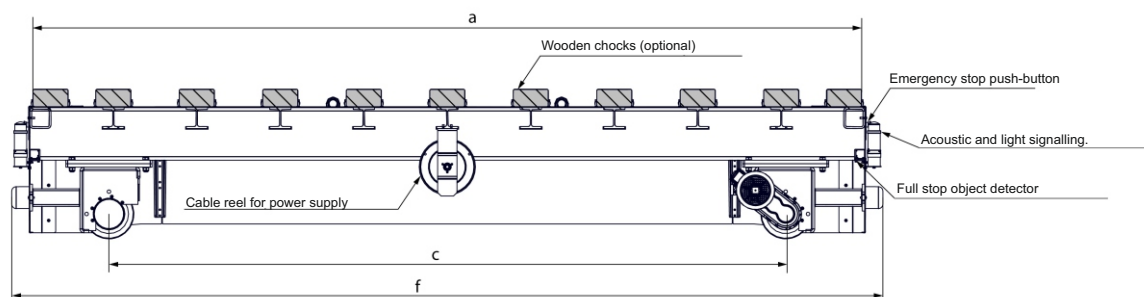 a
Wooden chocks (optional)
Emergency stop push-button
Acoustic and light signalling.
Full stop object detector
Cable reel for power supply
c
f